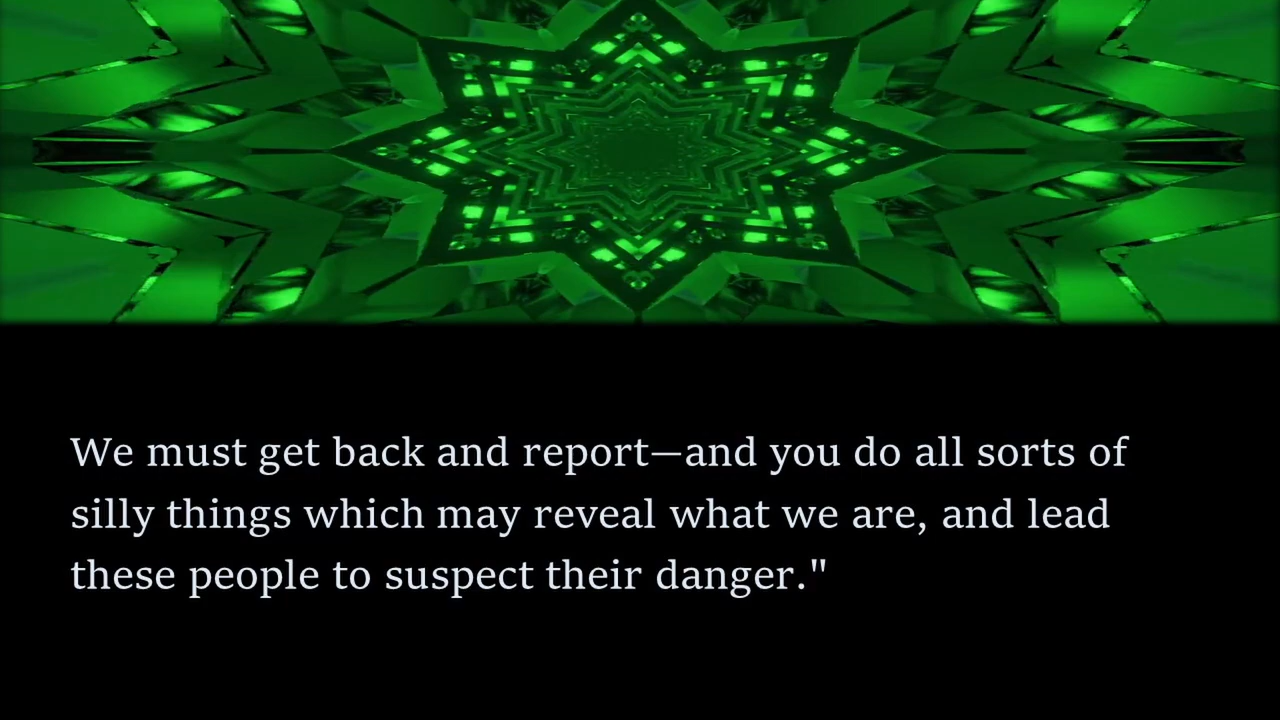 We must get back and report—and you do all sorts of
silly things which may reveal what we are, and lead
these people to suspect their danger."